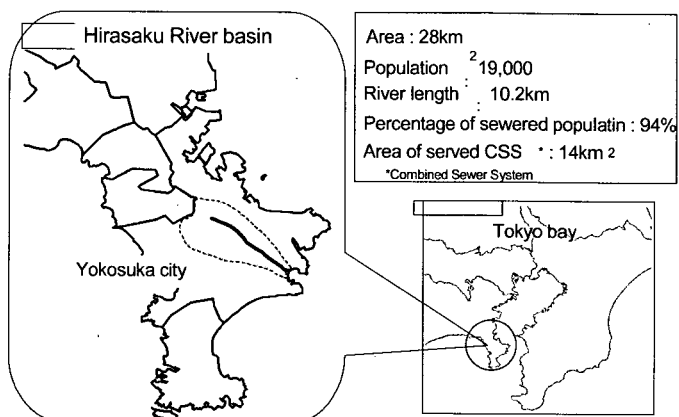 Hirasaku River basin
Yokosuka city
Area : 28km 2
Population : 19,000
River length : 10.2km
Percentage of sewered populatin : 94%
Area of served CSS * : 14km 2
*Combined Sewer System
Tokyo bay